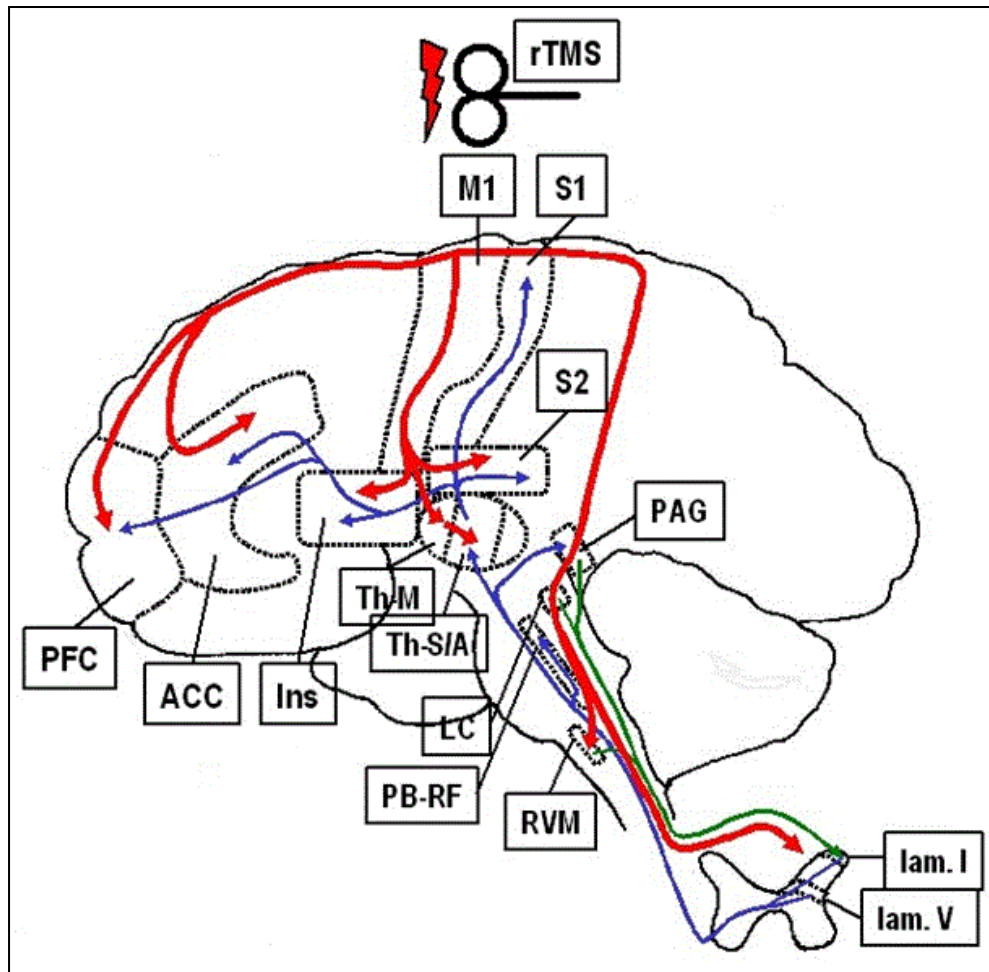 rTMS
M1
S1
S2
PAG
Th-M
Th-S/A
PFC
ACC
Ins
LC
PB-RF
RVM
lam. I
lam. V